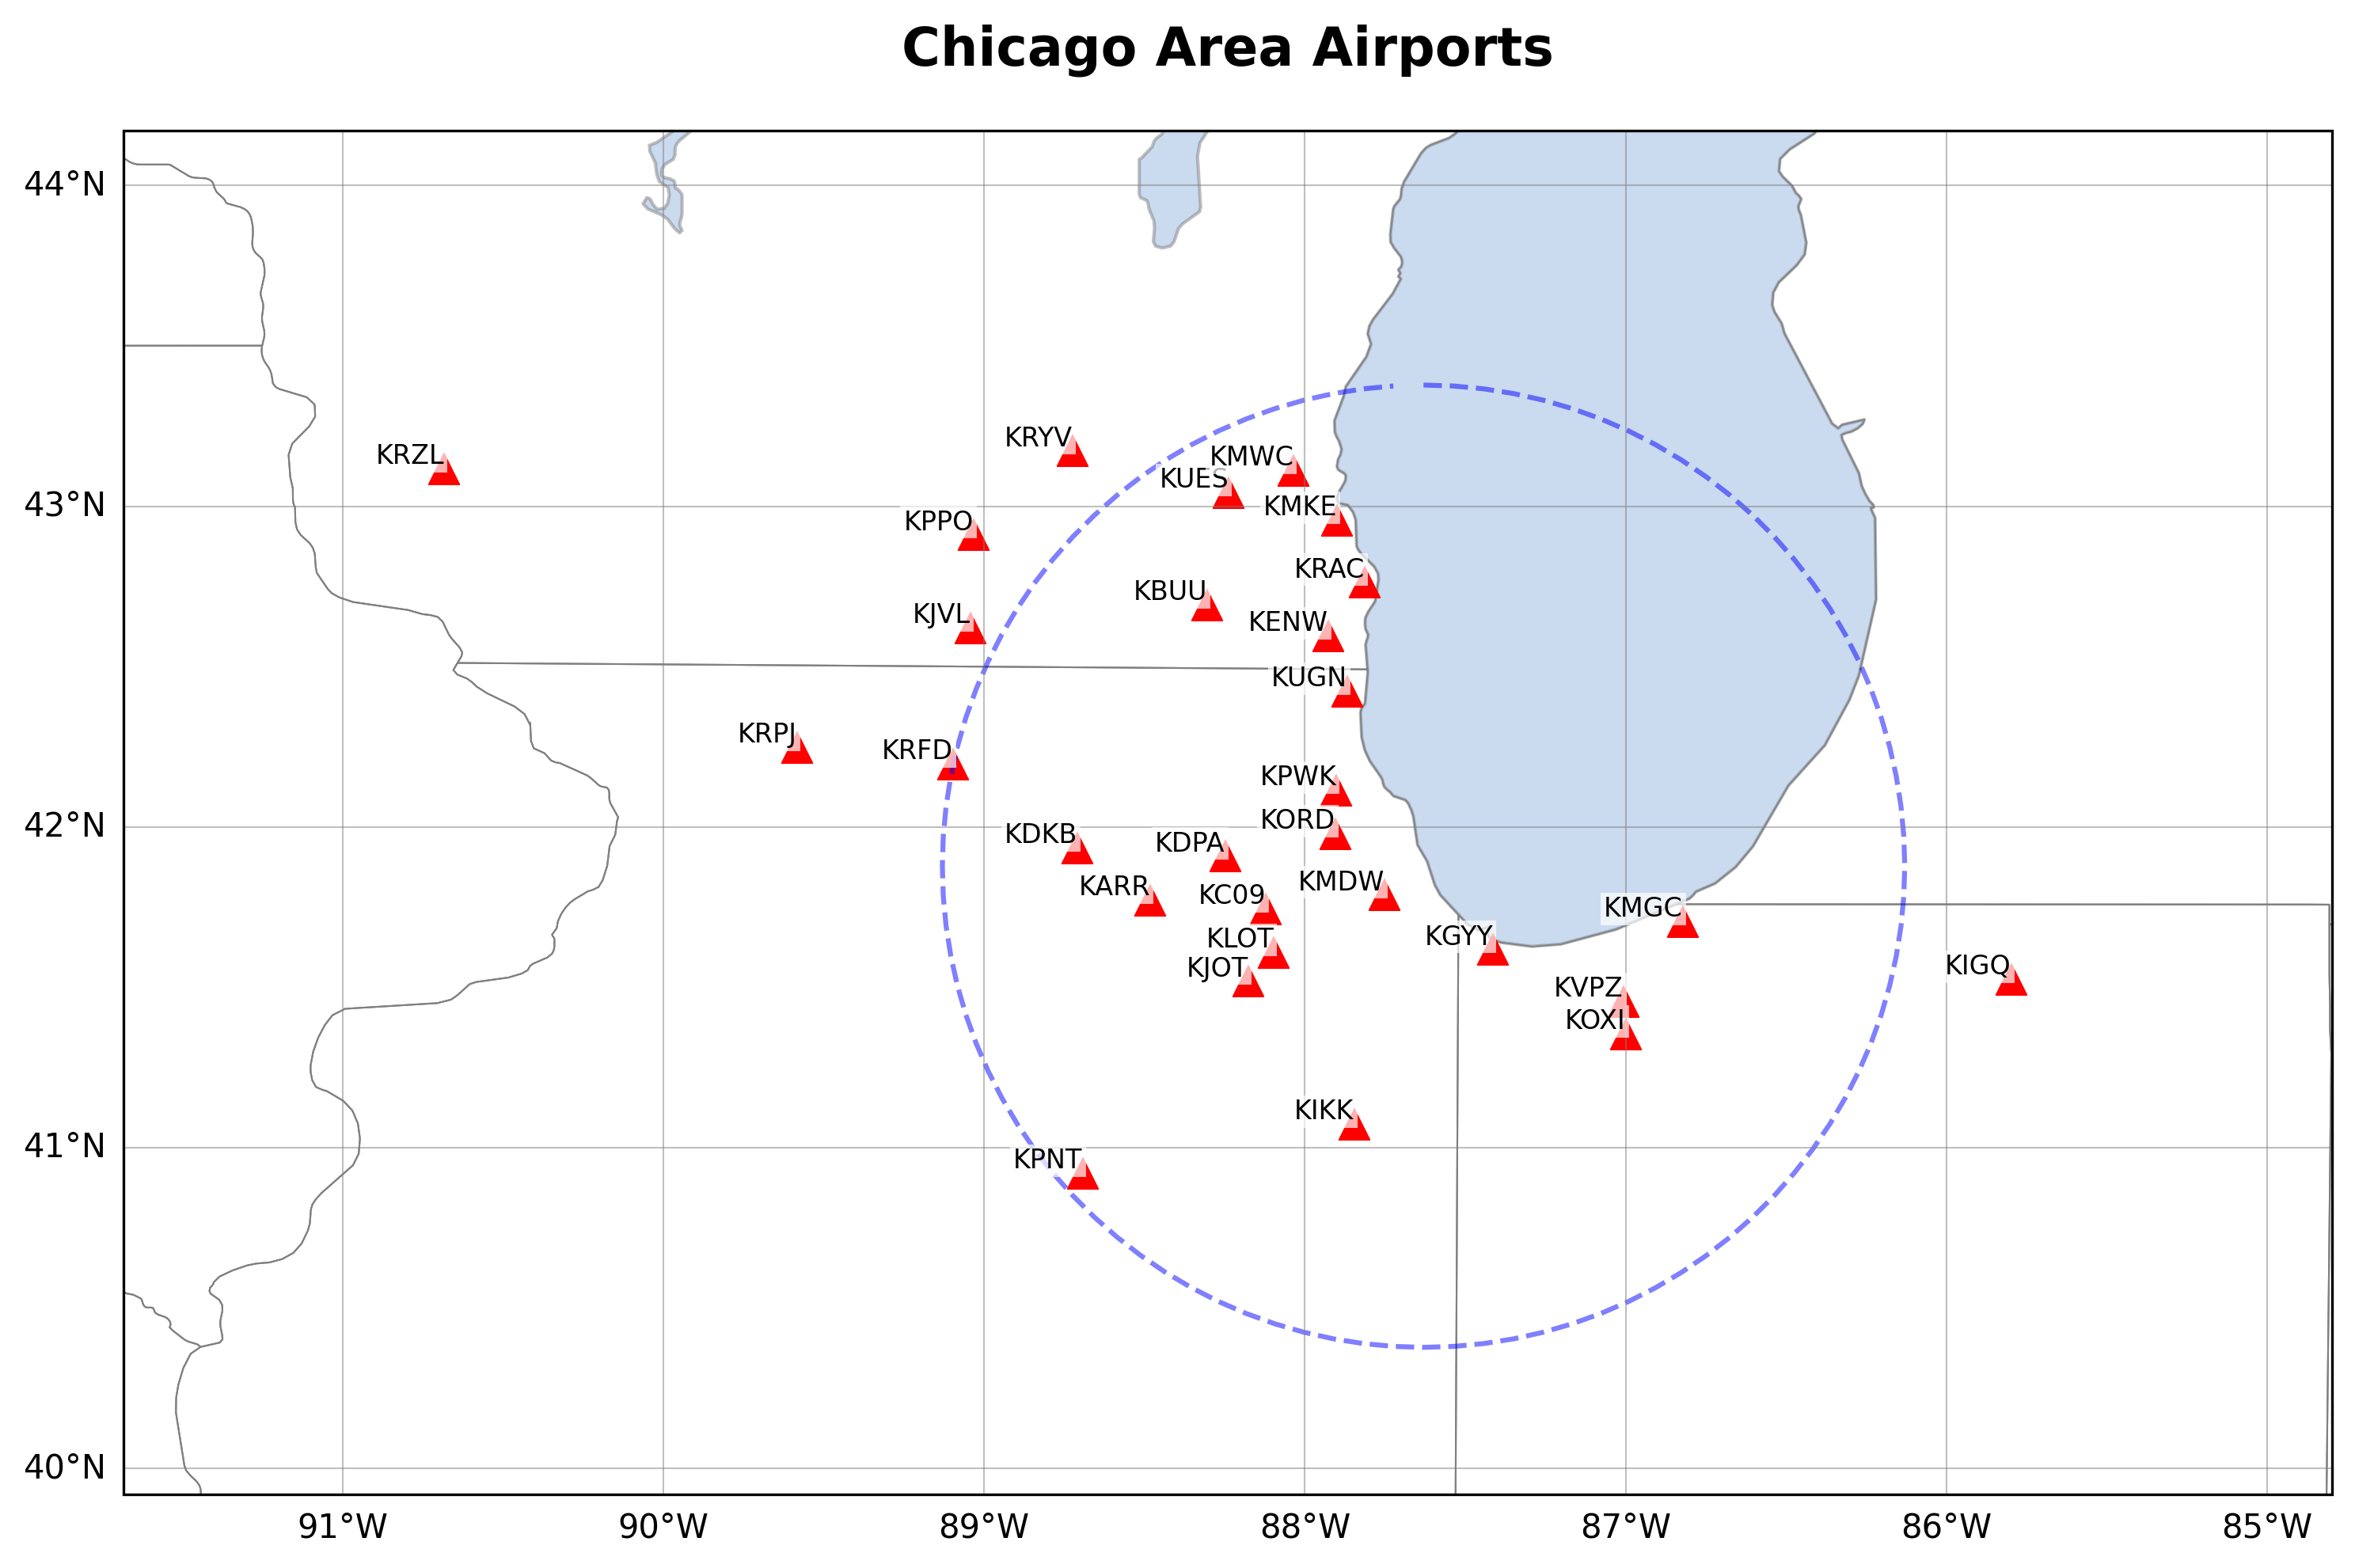 Chicago Area Airports
44°N
43°N
42°N
41°N
40°N
KRYV
KRZL
KMWC
KUES
KMKE
KPPO
KRAC
KBUU
KJVL
KENW
KUGN
KRPJ
KRFD
KPWK
KORD
KDKB
KDPA
KMDW
KARR
KC09
KMGC
KGYY
KLOT
KJOT
KIGQ
KVPZ
KOXI
KIKK
KPNT
91°W 90°W 89°W 88°W 87°W 86°W 85°W